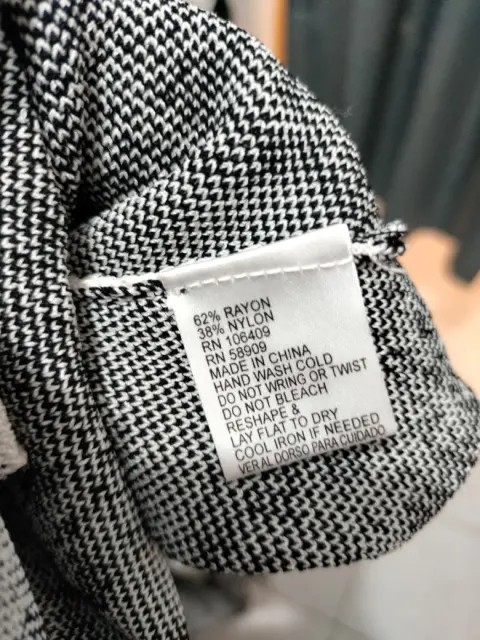 62% RAYON
38% NYLON
RN 106409
RN 58909
MADE IN CHINA
HAND WASH COLD
DO NOT WRING OR TWIST
DO NOT BLEACH
RESHAPE &
LAY FLAT TO DRY
COOL IRON IF NEEDED
VER AL DORSO PARA CUIDADO